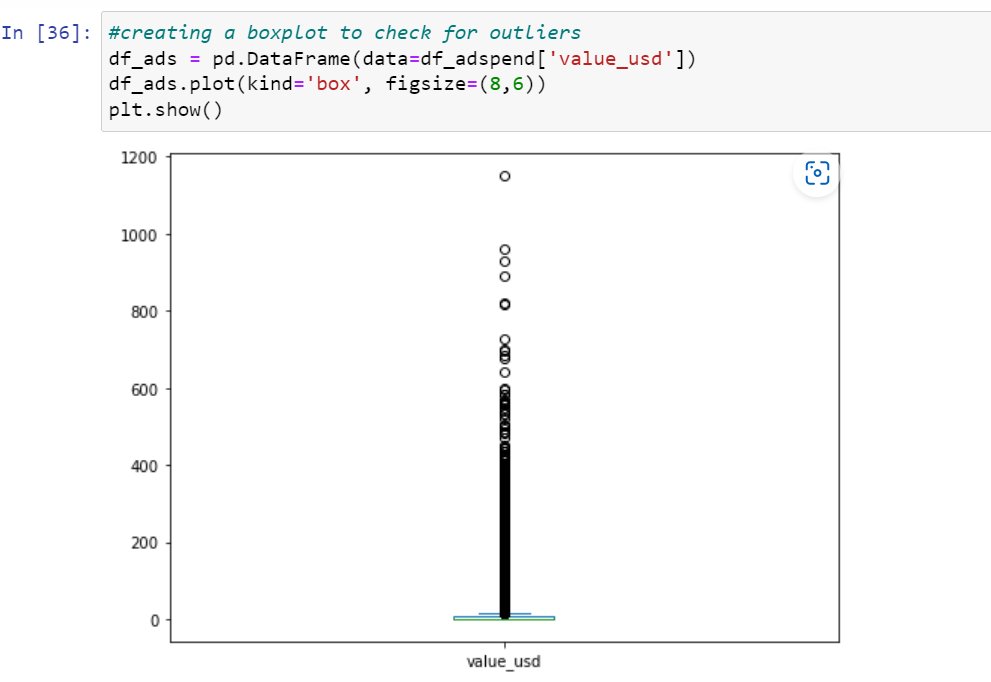 In [36]: #creating a boxplot to check for outliers
df_ads = pd.DataFrame(data=df_adspend['value_usd'])
df_ads.plot(kind='box', figsize=(8,6))
plt.show()
1200
1000
800
600
400
200
0
value_usd